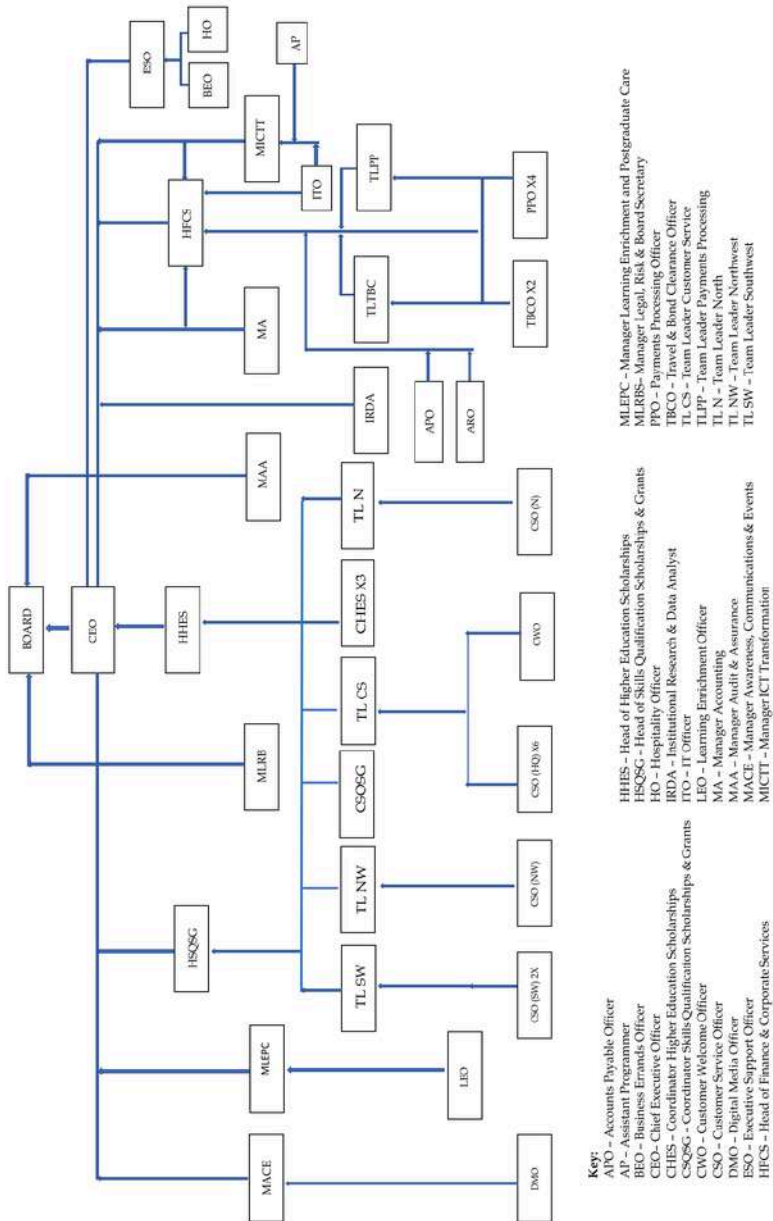 BOARD
CEO
ESO
BEO
HO
MLRB
MAA
HHES
HSQSG
MACE
MLEPC
IRDA
MA
HFCS
MICTT
AP
ITO
TL SW
TL NW
CSOSG
TL CS
CHES X3
TL N
TLTBC
TLPP
APO
ARO
LEO
DMO
CSO (SW) 2X
CSO (NW)
CSO (HQ) X6
CWO
CSO (N)
TBCO X2
PPO X4
Key:
APO – Accounts Payable Officer
AP – Assistant Programmer
BEO – Business Errands Officer
CEO– Chief Executive Officer
CHES – Coordinator Higher Education Scholarships
CSQSG – Coordinator Skills Qualification Scholarships & Grants
CWO – Customer Welcome Officer
CSO – Customer Service Officer
DMO – Digital Media Officer
ESO – Executive Support Officer
HFCS – Head of Finance & Corporate Services
HHES – Head of Higher Education Scholarships
HSQSG – Head of Skills Qualification Scholarships & Grants
HO – Hospitality Officer
IRDA – Institutional Research & Data Analyst
ITO – IT Officer
LEO – Learning Enrichment Officer
MA – Manager Accounting
MAA – Manager Audit & Assurance
MACE – Manager Awareness, Communications & Events
MICTT – Manager ICT Transformation
MLEPC – Manager Learning Enrichment and Postgraduate Care
MLRBS– Manager Legal, Risk & Board Secretary
PPO – Payments Processing Officer
TBCO – Travel & Bond Clearance Officer
TL CS – Team Leader Customer Service
TLPP – Team Leader Payments Processing
TL N – Team Leader North
TL NW – Team Leader Northwest
TL SW – Team Leader Southwest